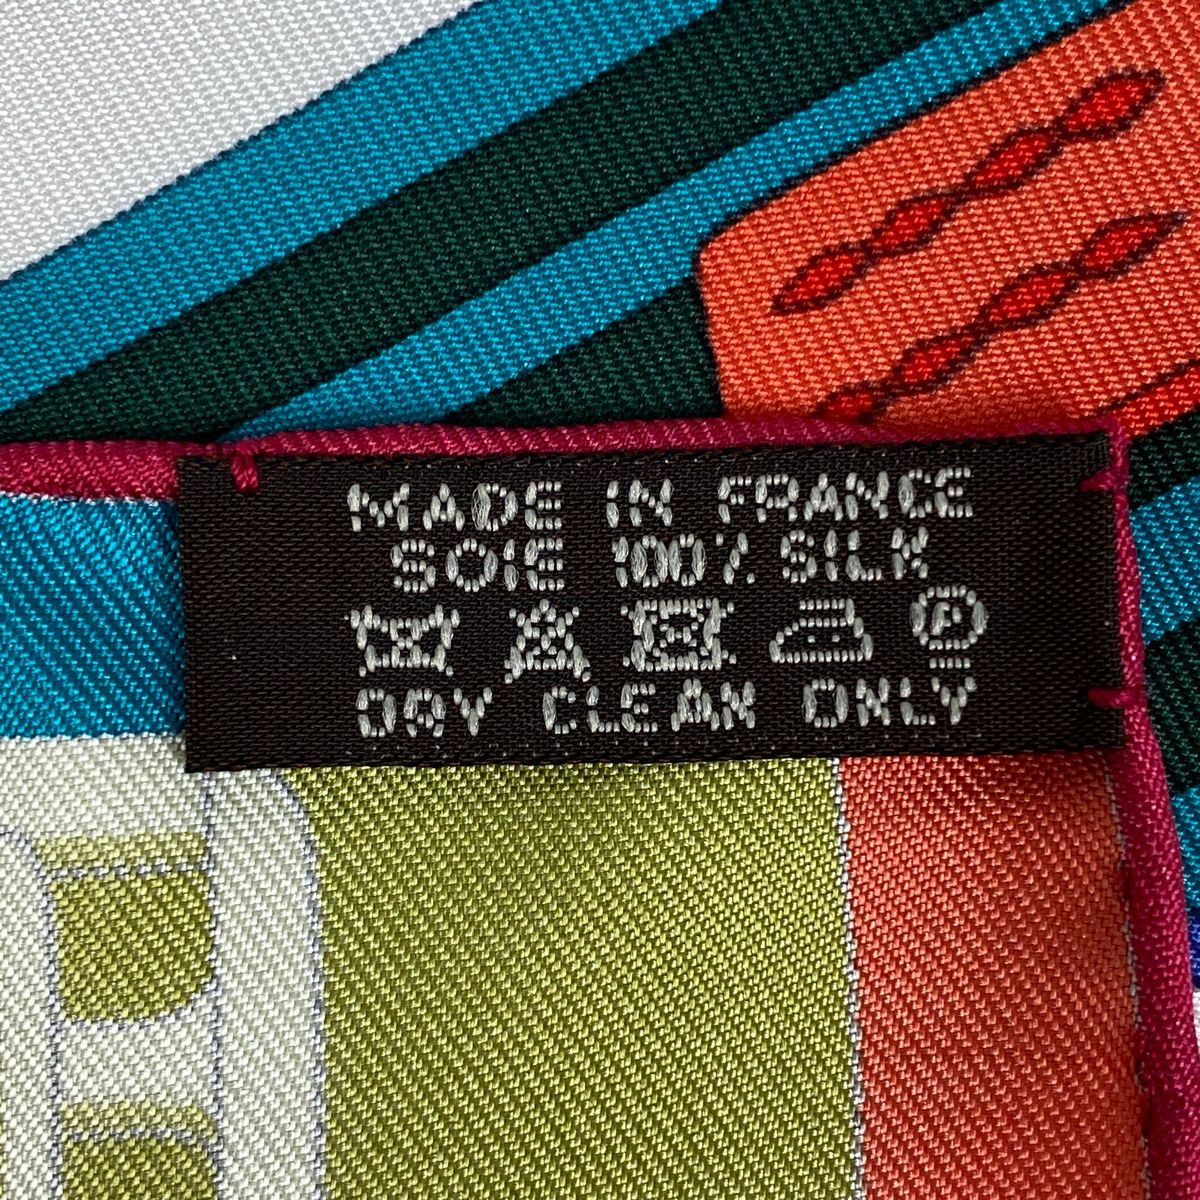 MADE IN FRANCE
SOIE 100% SILK
P
DRY CLEAN ONLY